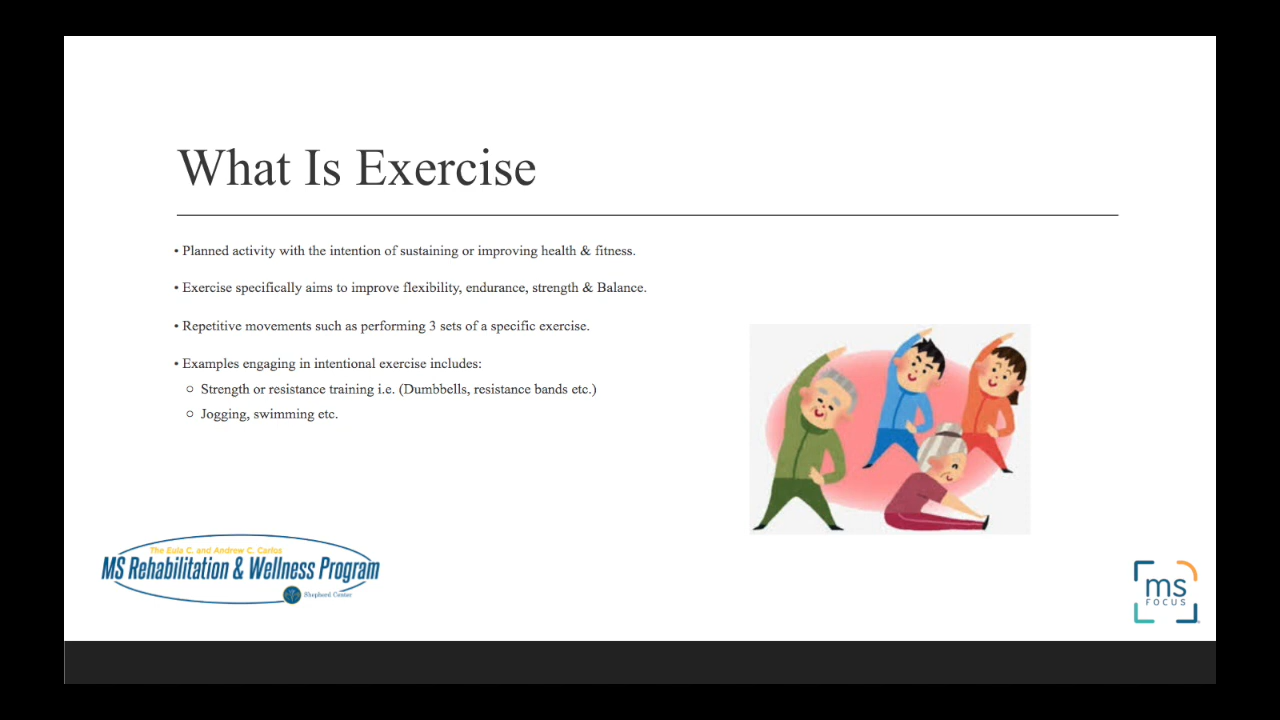 What Is Exercise
• Planned activity with the intention of sustaining or improving health & fitness.
• Exercise specifically aims to improve flexibility, endurance, strength & Balance.
• Repetitive movements such as performing 3 sets of a specific exercise.
• Examples engaging in intentional exercise includes:
○ Strength or resistance training i.e. (Dumbbells, resistance bands etc.)
○ Jogging, swimming etc.
The Eula C. and Andrew C. Carlos
MS Rehabilitation & Wellness Program
Shepherd Center
ms
FOCUS